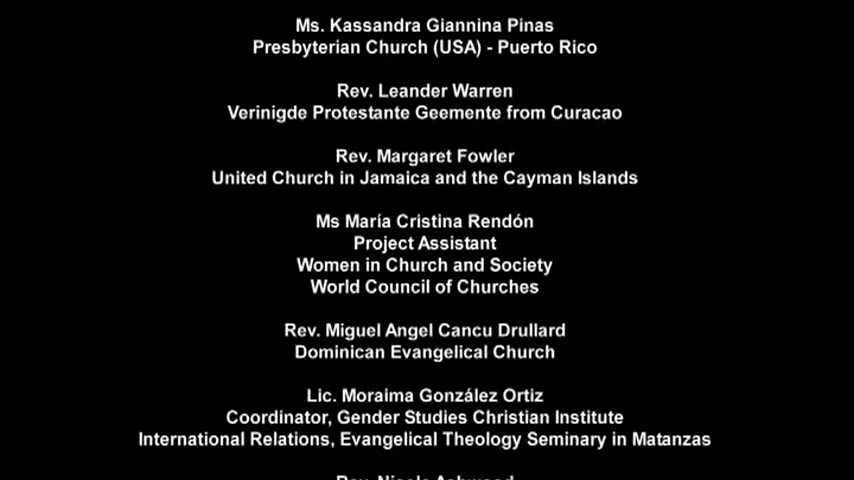 Ms. Kassandra Giannina Pinas
Presbyterian Church (USA) - Puerto Rico
Rev. Leander Warren
Verinigde Protestante Geemente from Curacao
Rev. Margaret Fowler
United Church in Jamaica and the Cayman Islands
Ms María Cristina Rendón
Project Assistant
Women in Church and Society
World Council of Churches
Rev. Miguel Angel Cancu Drullard
Dominican Evangelical Church
Lic. Moraima González Ortiz
Coordinator, Gender Studies Christian Institute
International Relations, Evangelical Theology Seminary in Matanzas
Rev. Nicole Ashwood